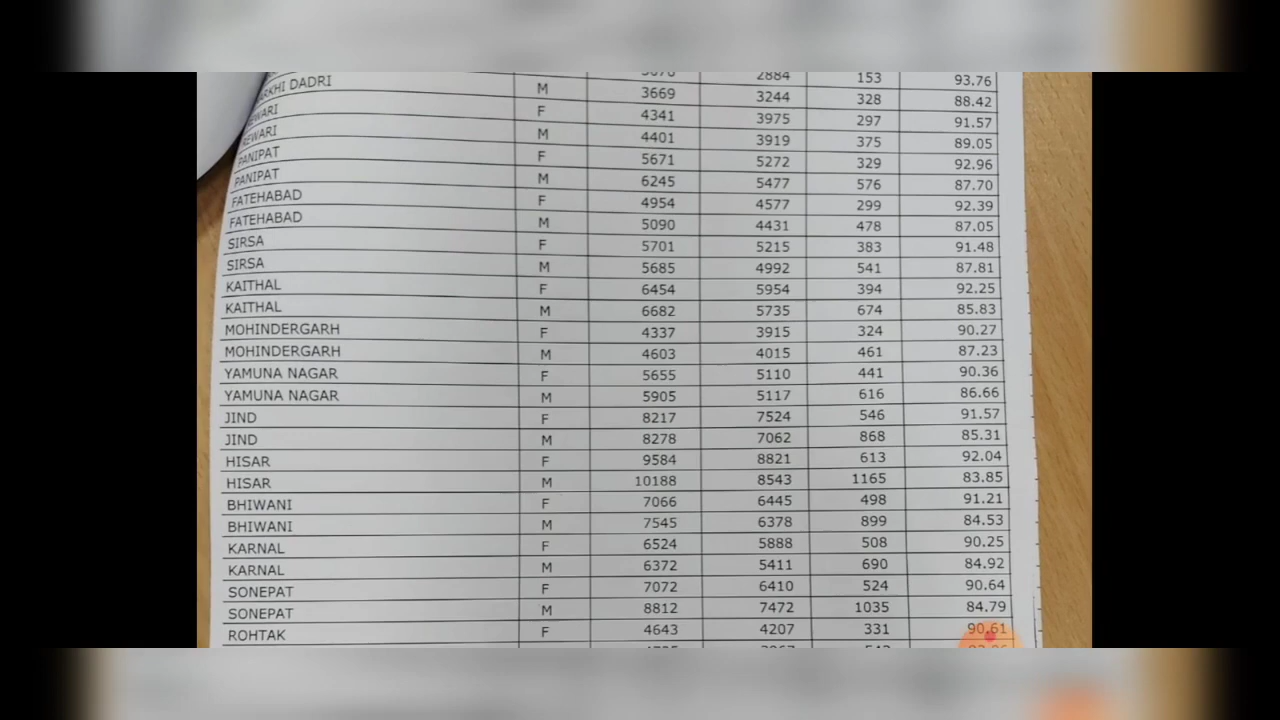 2884 153 93.76
ARKHI DADRI M 3669 3244 328 88.42
EWARI F 4341 3975 297 91.57
REWARI M 4401 3919 375 89.05
PANIPAT F 5671 5272 329 92.96
PANIPAT M 6245 5477 576 87.70
FATEHABAD F 4954 4577 299 92.39
FATEHABAD M 5090 4431 478 87.05
SIRSA F 5701 5215 383 91.48
SIRSA M 5685 4992 541 87.81
KAITHAL F 6454 5954 394 92.25
KAITHAL M 6682 5735 674 85.83
MOHINDERGARH F 4337 3915 324 90.27
MOHINDERGARH M 4603 4015 461 87.23
YAMUNA NAGAR F 5655 5110 441 90.36
YAMUNA NAGAR M 5905 5117 616 86.66
JIND F 8217 7524 546 91.57
JIND M 8278 7062 868 85.31
HISAR F 9584 8821 613 92.04
HISAR M 10188 8543 1165 83.85
BHIWANI F 7066 6445 498 91.21
BHIWANI M 7545 6378 899 84.53
KARNAL F 6524 5888 508 90.25
KARNAL M 6372 5411 690 84.92
SONEPAT F 7072 6410 524 90.64
SONEPAT M 8812 7472 1035 84.79
ROHTAK F 4643 4207 331 90.61